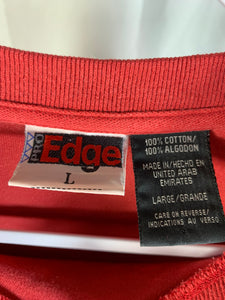 PRO Edge
L
100% COTTON/
100% ALGODON
MADE IN/HECHO EN
UNITED ARAB
EMIRATES
LARGE/GRANDE
CARE ON REVERSE/
INDICATIONS AU VERSO